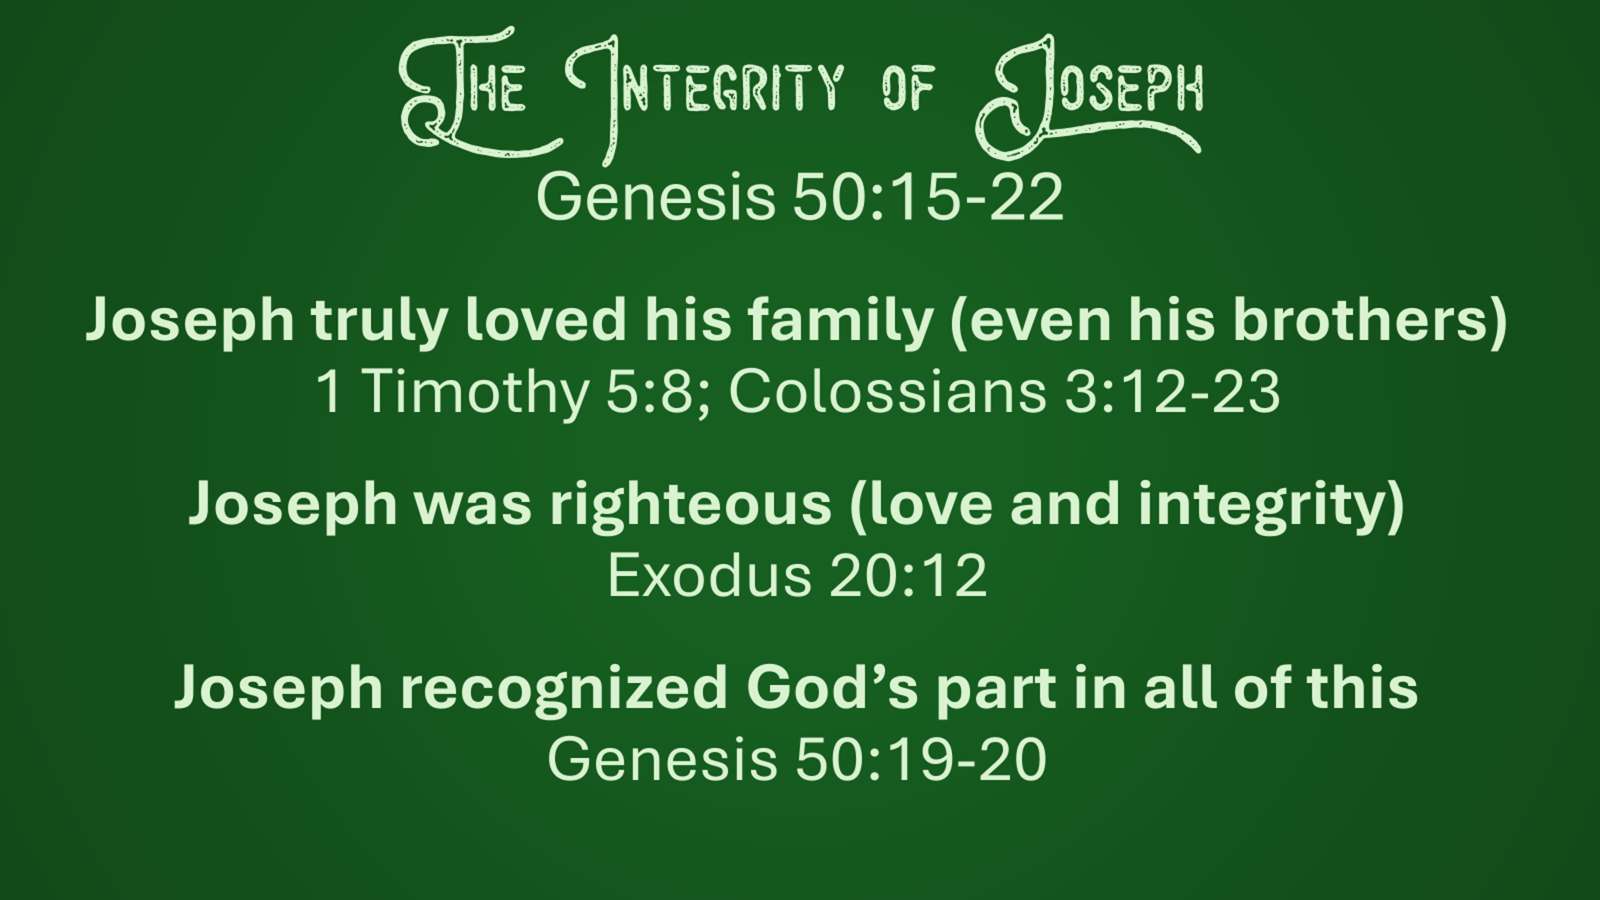 The Integrity of Joseph
Genesis 50:15-22
Joseph truly loved his family (even his brothers)
1 Timothy 5:8; Colossians 3:12-23
Joseph was righteous (love and integrity)
Exodus 20:12
Joseph recognized God’s part in all of this
Genesis 50:19-20